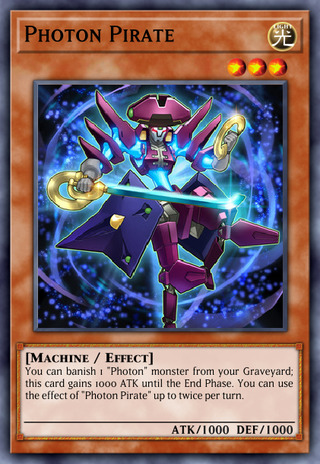 Photon Pirate
LIGHT
光
[Machine / Effect]
You can banish 1 "Photon" monster from your Graveyard;
this card gains 1000 ATK until the End Phase. You can use
the effect of "Photon Pirate" up to twice per turn.
ATK/1000 DEF/1000